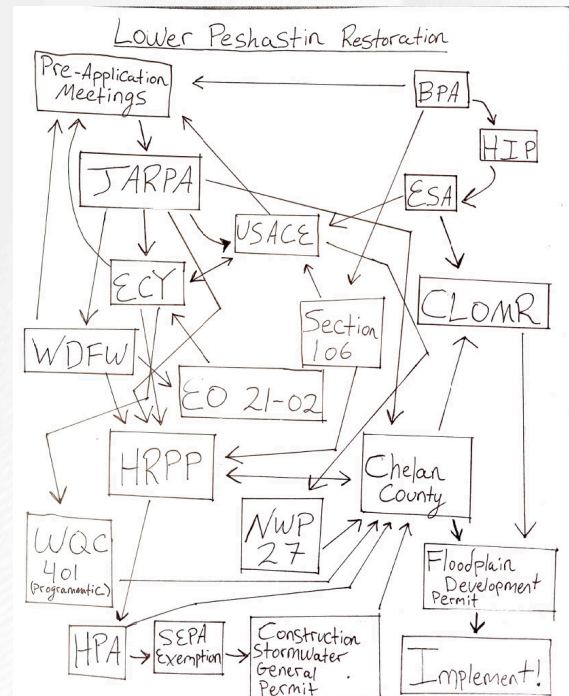 Lower Peshastin Restoration
Pre-Application
Meetings
BPA
HIP
JARPA
ESA
USACE
ECY
CLOMR
Section
106
WDFW
EO 21-02
HRPP
Chelan
County
NWP
27
WQC
401
(Programmatic)
Floodplain
Development
Permit
HPA
SEPA
Exemption
Construction
Stormwater
General
Permit
Implement!